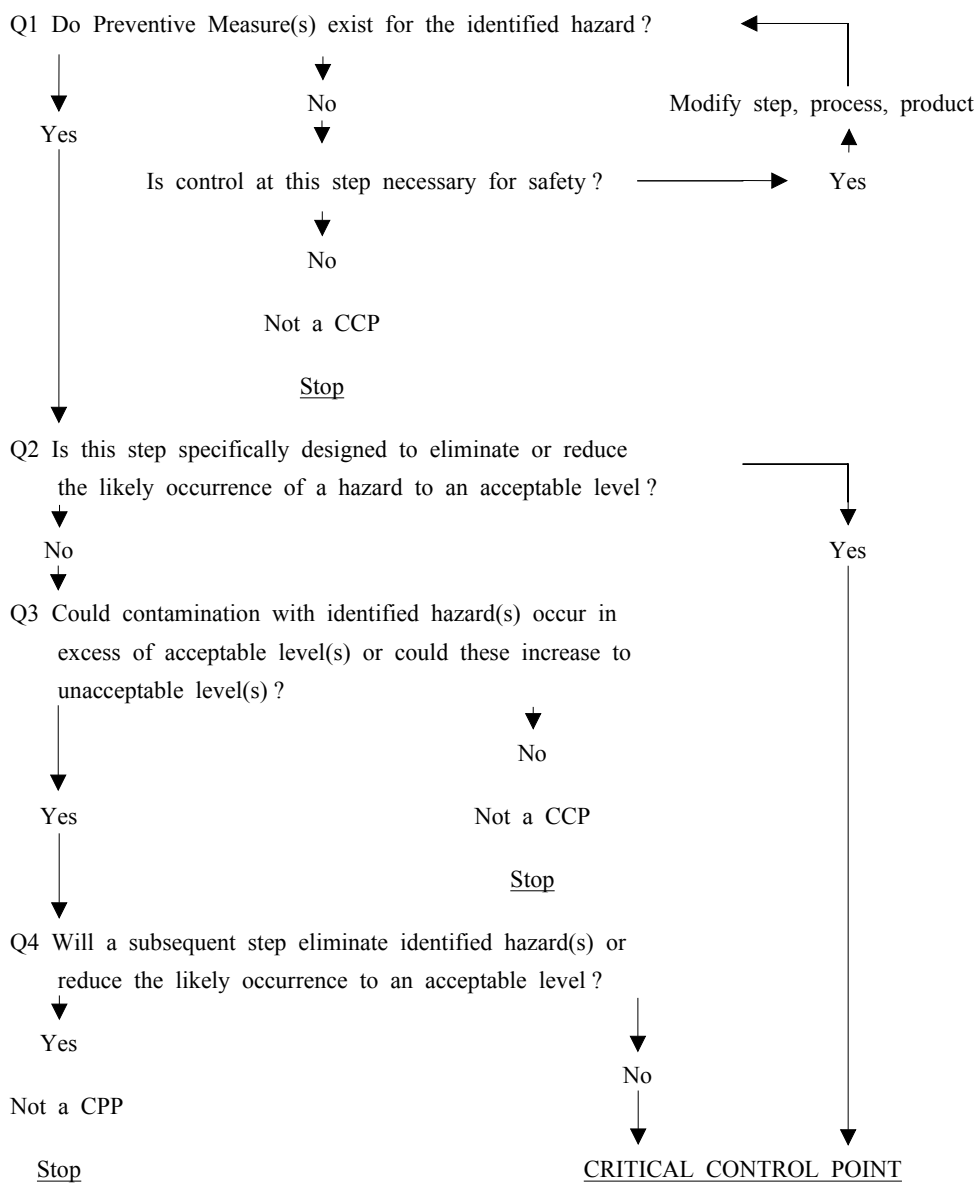 Q1 Do Preventive Measure(s) exist for the identified hazard ?
No
Modify step, process, product
Yes
Is control at this step necessary for safety ?
Yes
No
Not a CCP
Stop
Q2 Is this step specifically designed to eliminate or reduce
the likely occurrence of a hazard to an acceptable level ?
No
Yes
Q3 Could contamination with identified hazard(s) occur in
excess of acceptable level(s) or could these increase to
unacceptable level(s) ?
No
Yes
Not a CCP
Stop
Q4 Will a subsequent step eliminate identified hazard(s) or
reduce the likely occurrence to an acceptable level ?
Yes
No
Not a CPP
Stop
CRITICAL CONTROL POINT